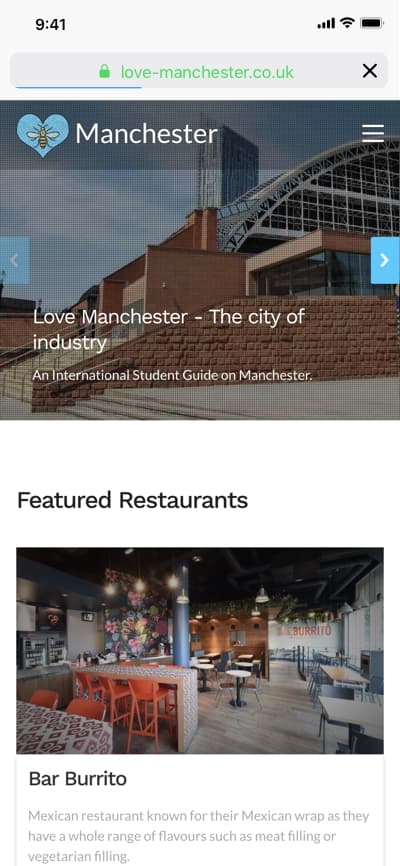 9:41
love-manchester.co.uk
Manchester
Love Manchester - The city of
industry
An International Student Guide on Manchester.
Featured Restaurants
BURRITO
Bar Burrito
Mexican restaurant known for their Mexican wrap as they
have a whole range of flavours such as meat filling or
vegetarian filling.